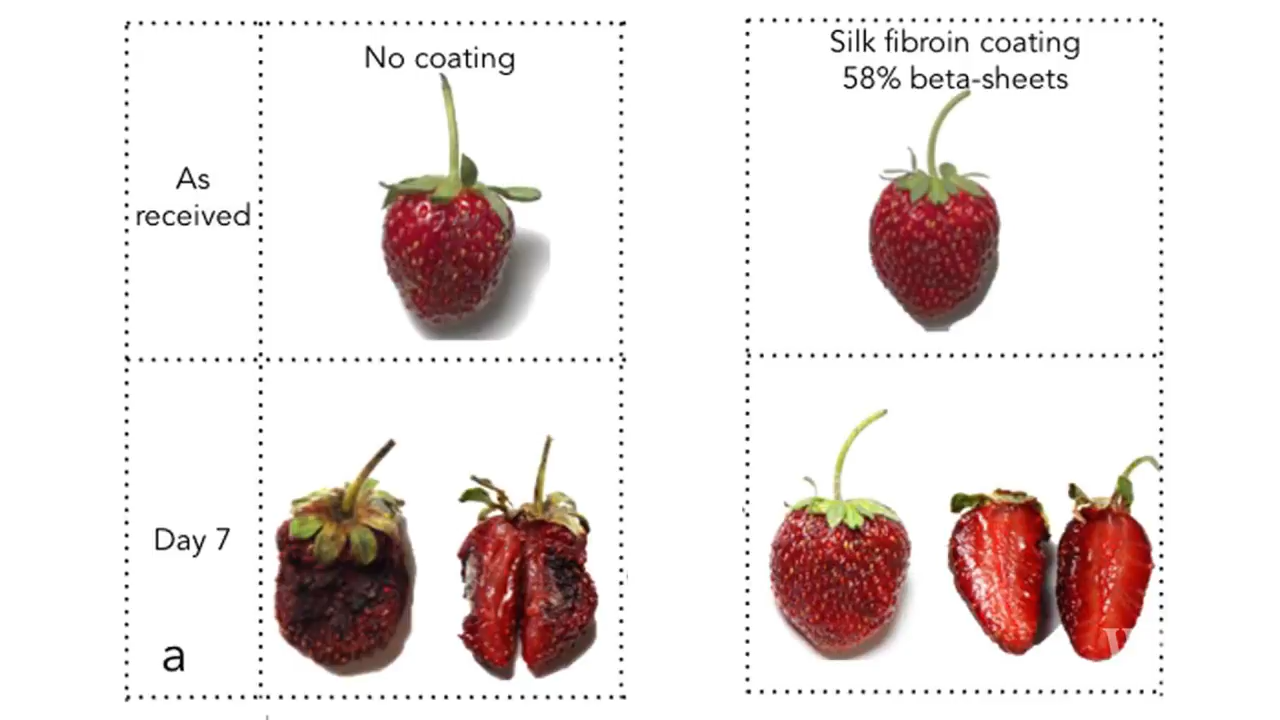 No coating
Silk fibroin coating
58% beta-sheets
As
received
Day 7
a